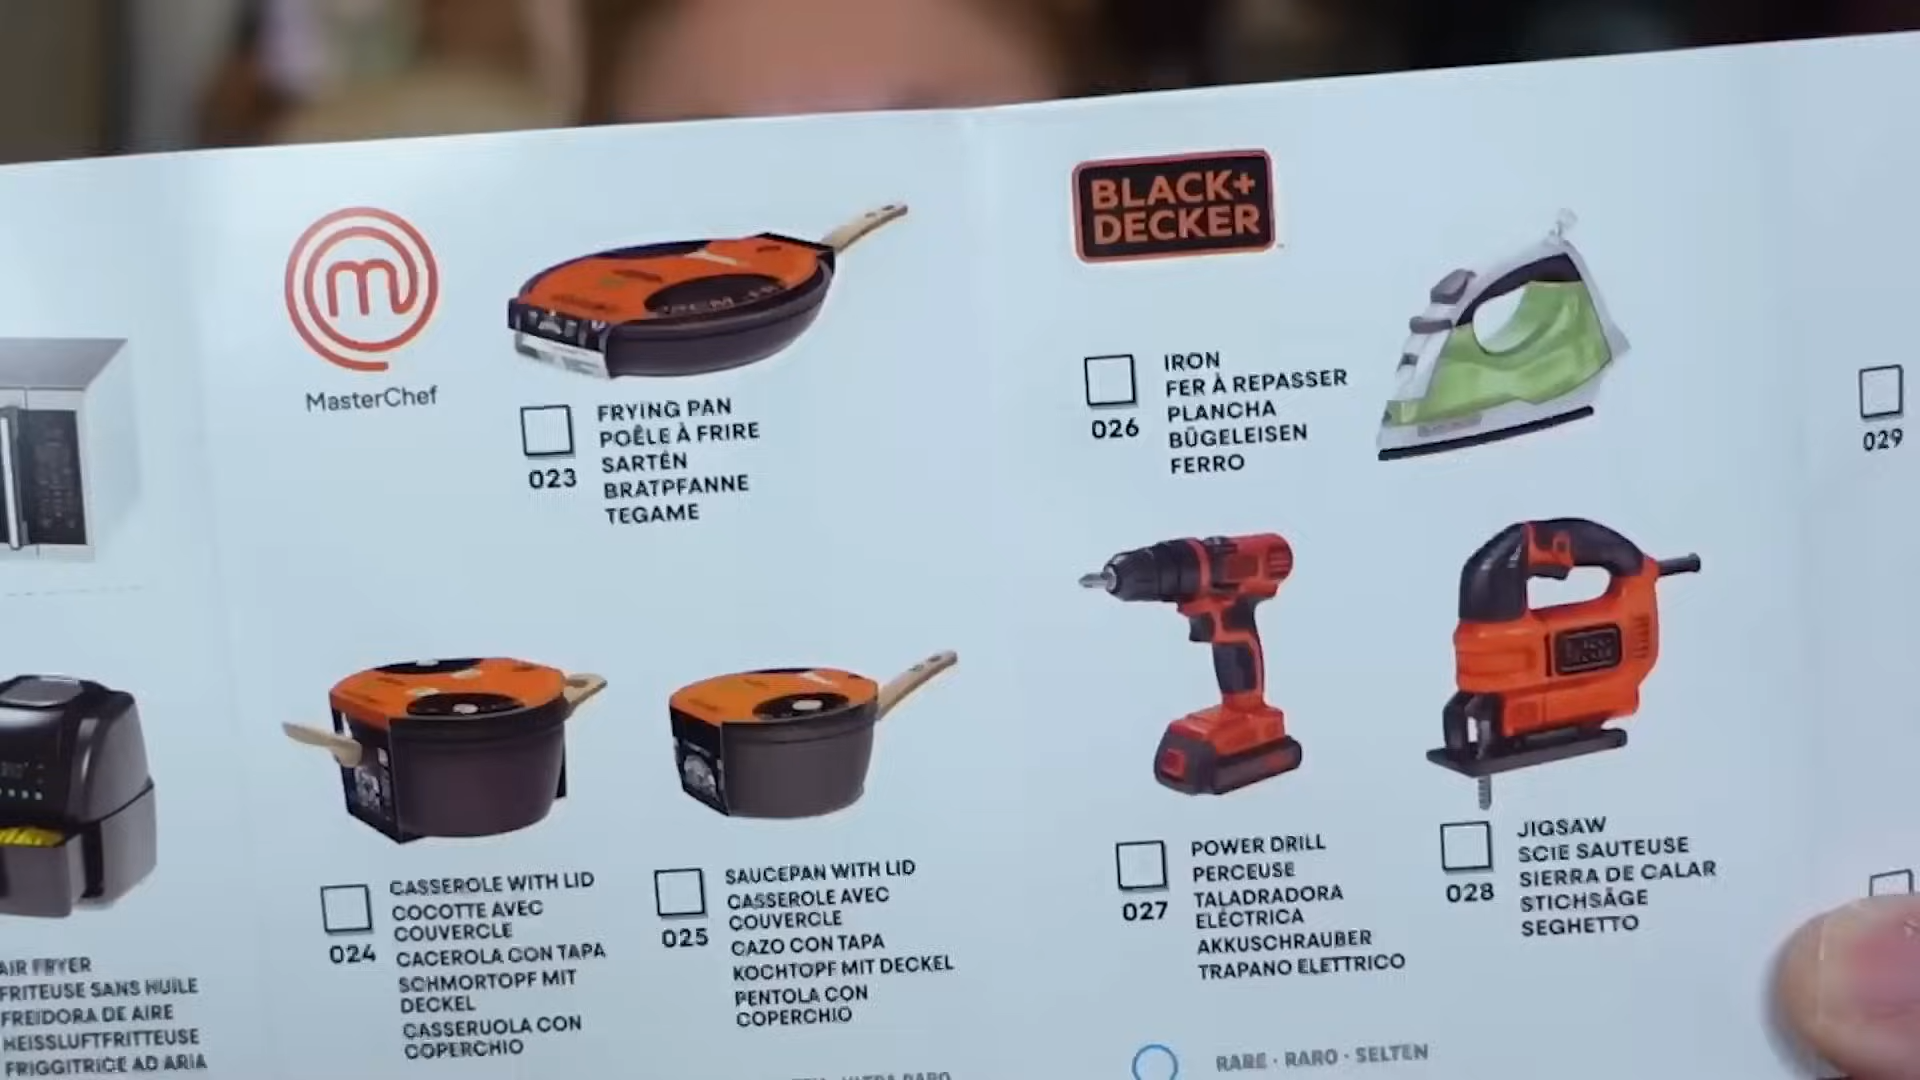 MasterChef
023
FRYING PAN
POÊLE À FRIRE
SARTÉN
BRATPFANNE
TEGAME
024
CASSEROLE WITH LID
COCOTTE AVEC
COUVERCLE
CACEROLA CON TAPA
SCHMORTOPF MIT
DECKEL
CASSERUOLA CON
COPERCHIO
025
SAUCEPAN WITH LID
CASSEROLE AVEC
COUVERCLE
CAZO CON TAPA
KOCHTOPF MIT DECKEL
PENTOLA CON
COPERCHIO
AIR FRYER
FRITEUSE SANS HUILE
FREIDORA DE AIRE
HEISSLUFTFRITTEUSE
FRIGGITRICE AD ARIA
BLACK+
DECKER
026
IRON
FER À REPASSER
PLANCHA
BÜGELEISEN
FERRO
027
POWER DRILL
PERCEUSE
TALADRADORA
ELÉCTRICA
AKKUSCHRAUBER
TRAPANO ELETTRICO
BLACK+
DECKER
028
JIGSAW
SCIE SAUTEUSE
SIERRA DE CALAR
STICHSÄGE
SEGHETTO
029
RARE · RARO · SELTEN